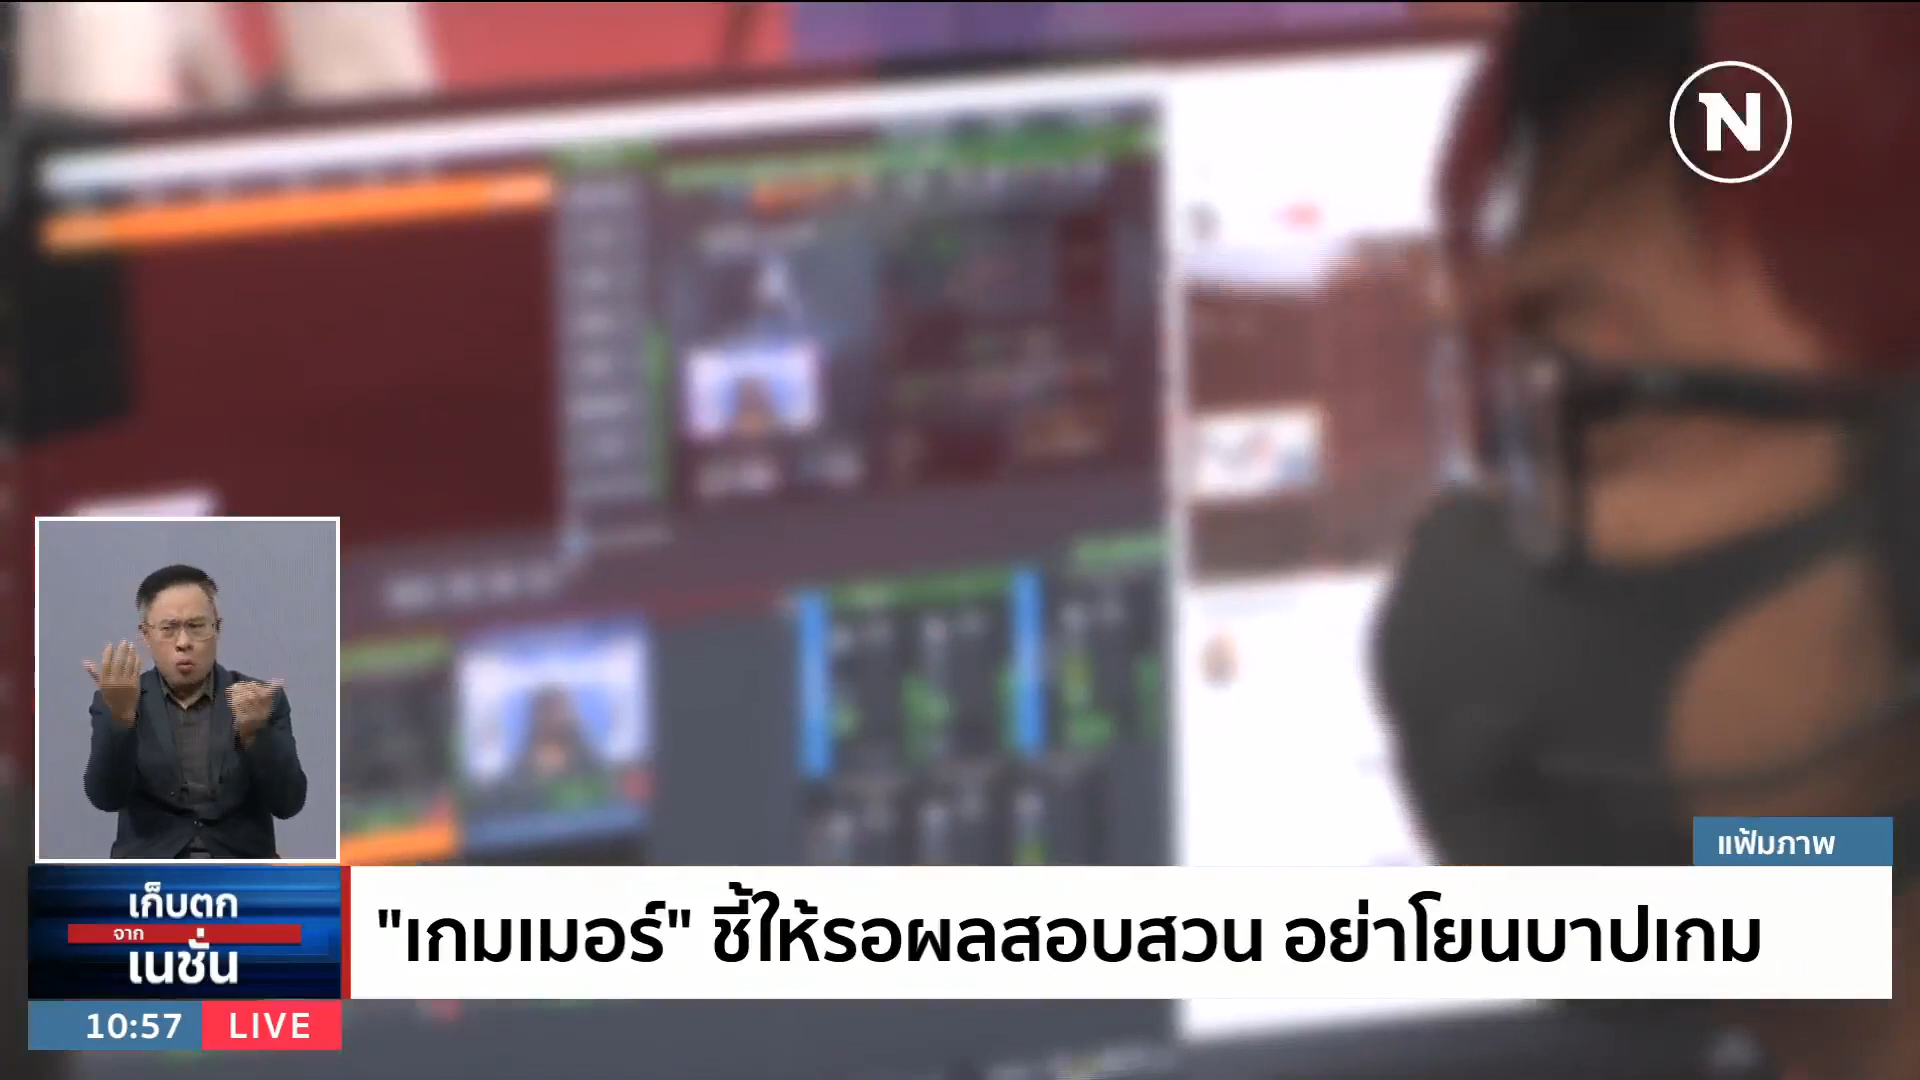 N
แฟ้มภาพ
เก็บตก
จาก
เนชั่น
"เกมเมอร์" ชี้ให้รอผลสอบสวน อย่าโยนบาปเกม
10:57 LIVE